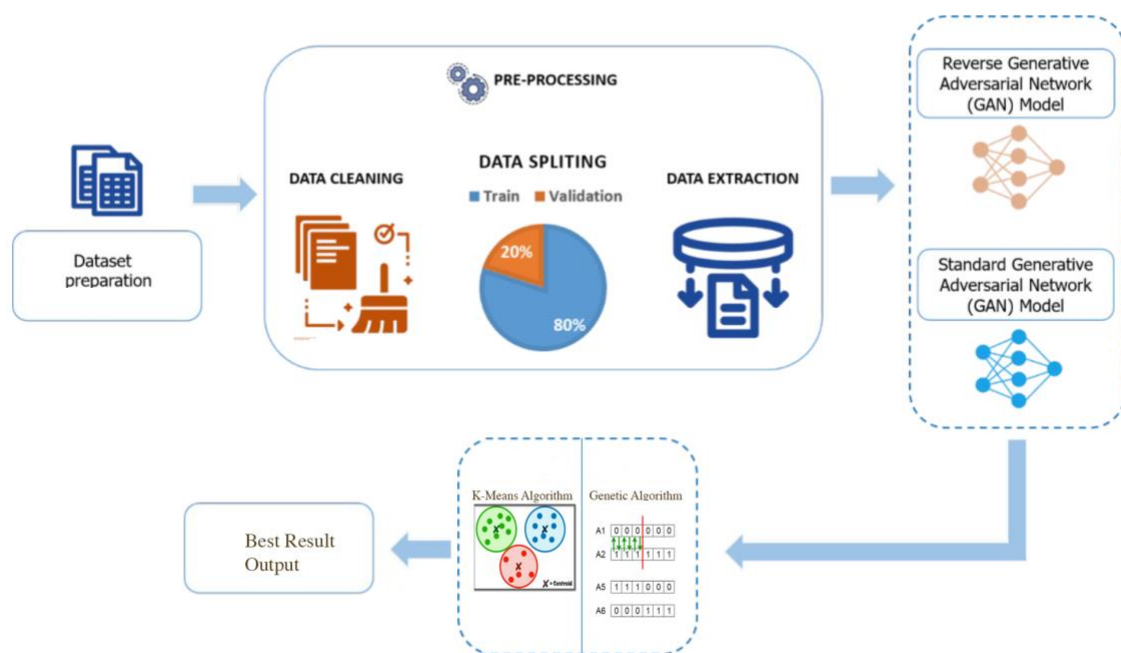 PRE-PROCESSING
Dataset
preparation
DATA CLEANING
DATA SPLITING
Train Validation
20%
80%
DATA EXTRACTION
Reverse Generative
Adversarial Network
(GAN) Model
Standard Generative
Adversarial Network
(GAN) Model
K-Means Algorithm
X
X
X
X = Centroid
Genetic Algorithm
A1 0 0 0 0 0 0
A2 1 1 1 1 1 1
A5 1 1 1 0 0 0
A6 0 0 0 1 1 1
Best Result
Output